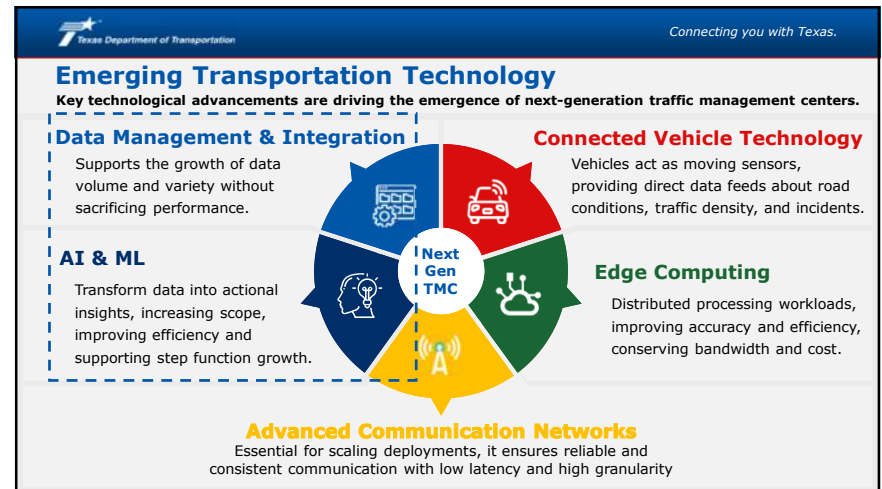 Texas Department of Transportation
Connecting you with Texas.
Emerging Transportation Technology
Key technological advancements are driving the emergence of next-generation traffic management centers.
Data Management & Integration
Supports the growth of data
volume and variety without
sacrificing performance.
Connected Vehicle Technology
Vehicles act as moving sensors,
providing direct data feeds about road
conditions, traffic density, and incidents.
AI & ML
Transform data into actional
insights, increasing scope,
improving efficiency and
supporting step function growth.
Next
Gen
TMC
Edge Computing
Distributed processing workloads,
improving accuracy and efficiency,
conserving bandwidth and cost.
Advanced Communication Networks
Essential for scaling deployments, it ensures reliable and
consistent communication with low latency and high granularity